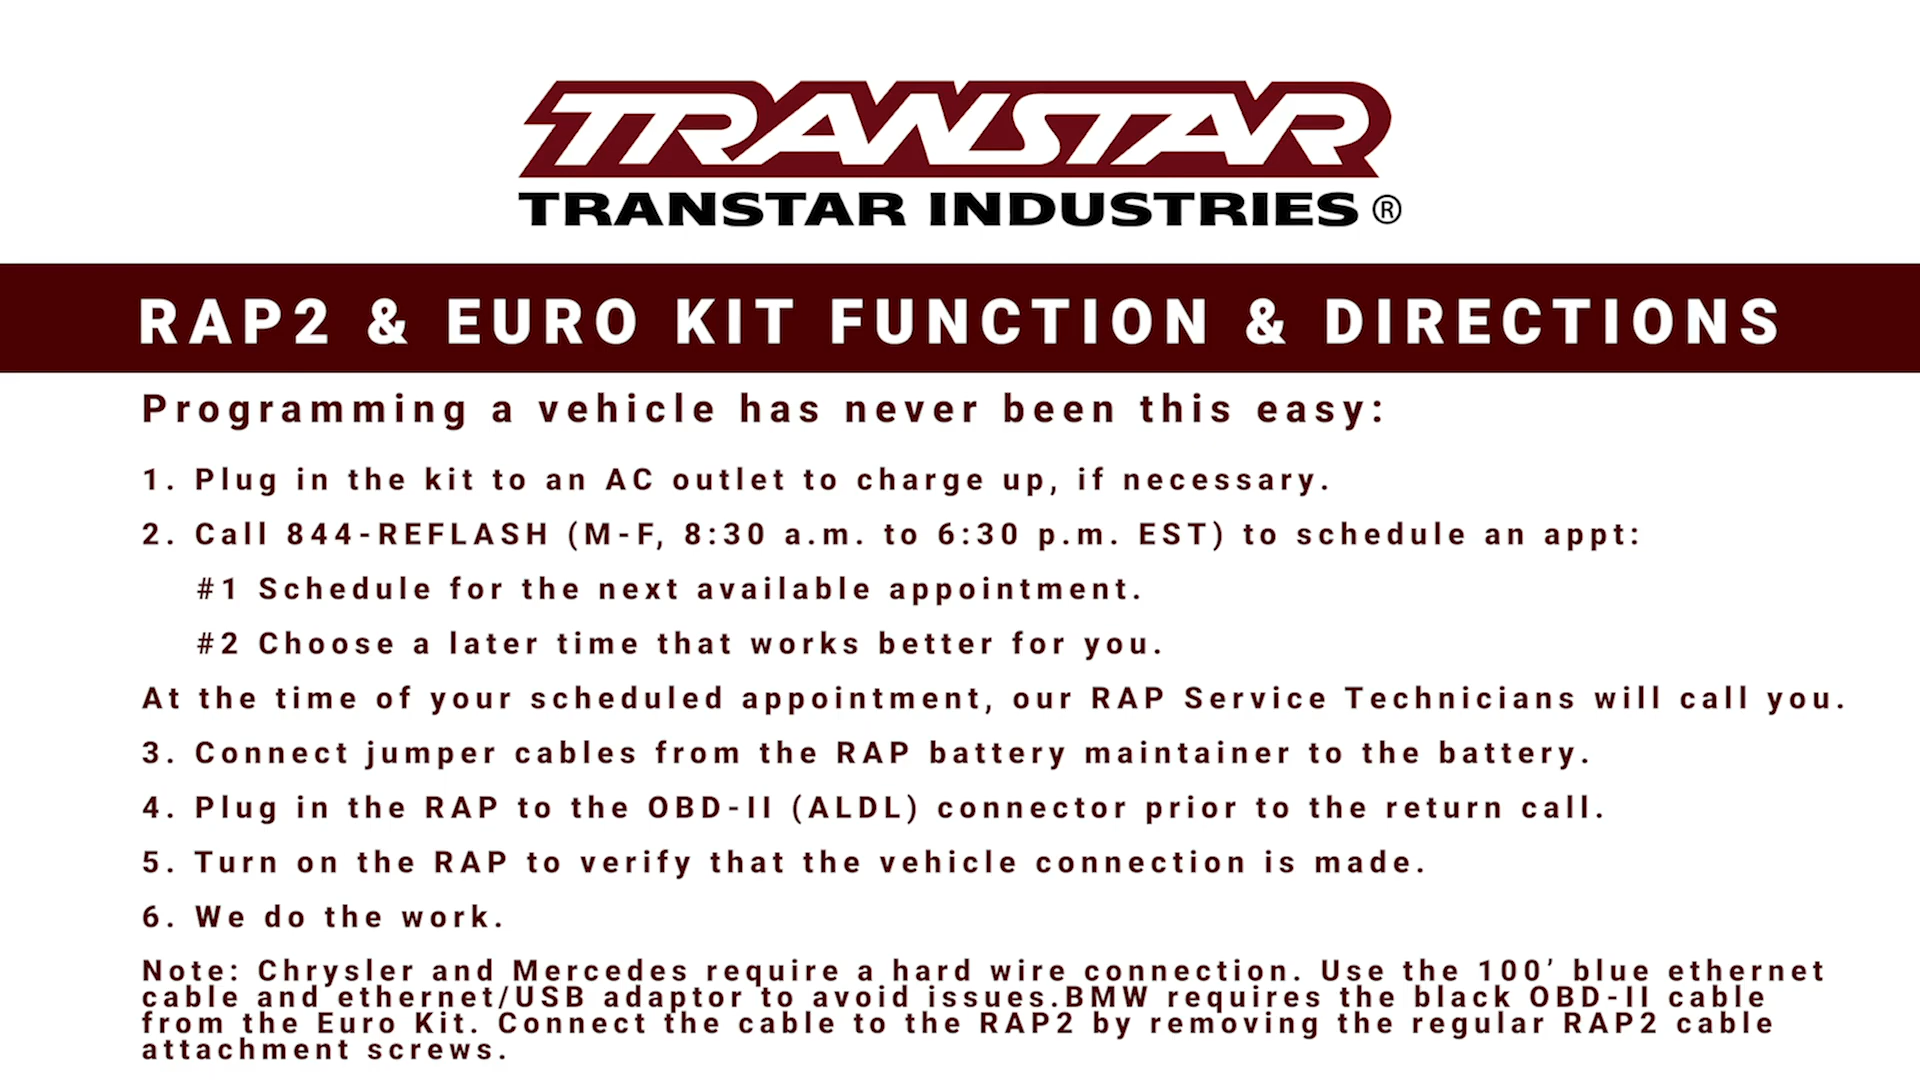 TRANSTAR
TRANSTAR INDUSTRIES ®
RAP2 & EURO KIT FUNCTION & DIRECTIONS
Programming a vehicle has never been this easy:
1. Plug in the kit to an AC outlet to charge up, if necessary.
2. Call 844-REFLASH (M-F, 8:30 a.m. to 6:30 p.m. EST) to schedule an appt:
#1 Schedule for the next available appointment.
#2 Choose a later time that works better for you.
At the time of your scheduled appointment, our RAP Service Technicians will call you.
3. Connect jumper cables from the RAP battery maintainer to the battery.
4. Plug in the RAP to the OBD-II (ALDL) connector prior to the return call.
5. Turn on the RAP to verify that the vehicle connection is made.
6. We do the work.
Note: Chrysler and Mercedes require a hard wire connection. Use the 100’ blue ethernet
cable and ethernet/USB adaptor to avoid issues.BMW requires the black OBD-II cable
from the Euro Kit. Connect the cable to the RAP2 by removing the regular RAP2 cable
attachment screws.